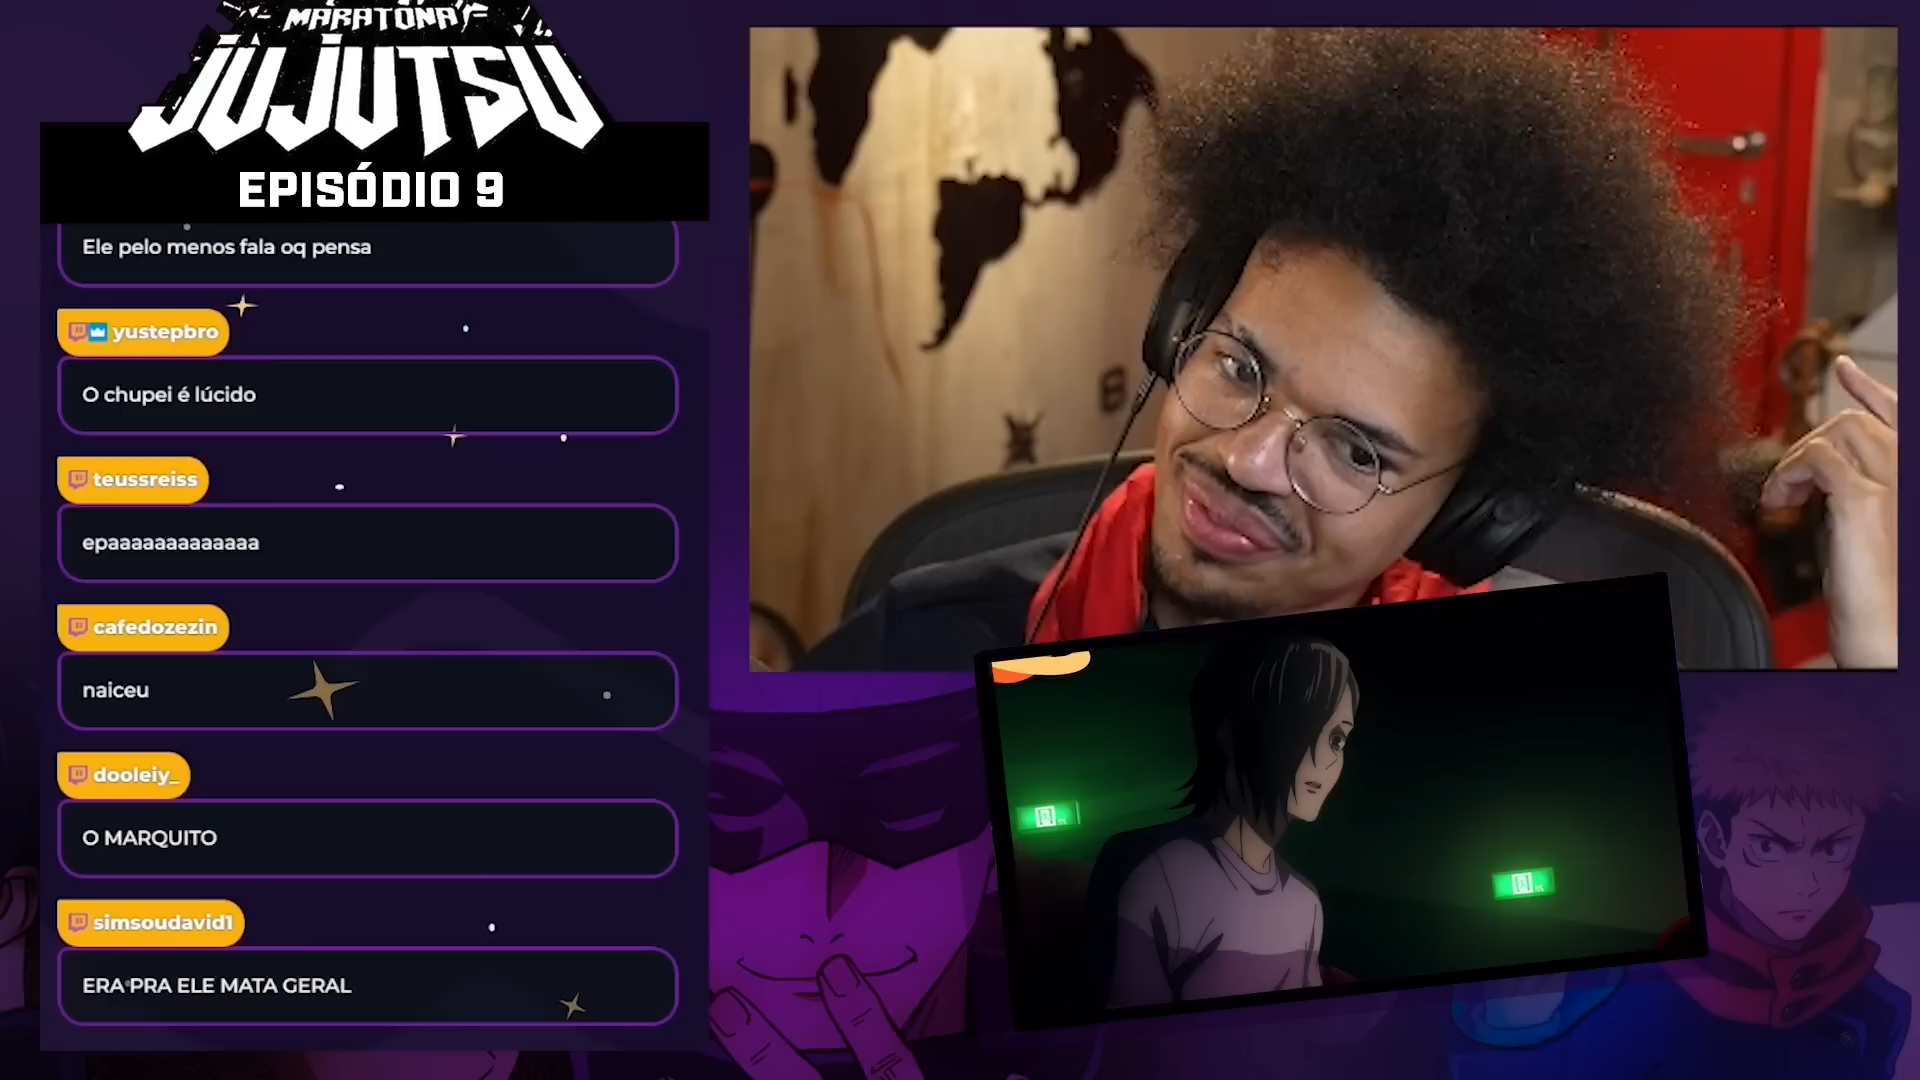 MARATONA
JUJUTSU
EPISÓDIO 9
Ele pelo menos fala oq pensa
yustepbro
O chupei é lúcido
teussreiss
epaaaaaaaaaaaaa
cafedozezin
naiceu
dooleiy_
O MARQUITO
simsoudavid1
ERA PRA ELE MATA GERAL